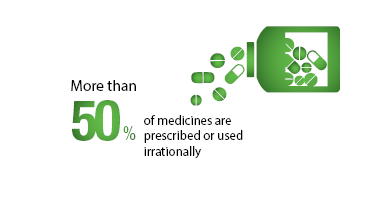 More than
50%
of medicines are
prescribed or used
irrationally